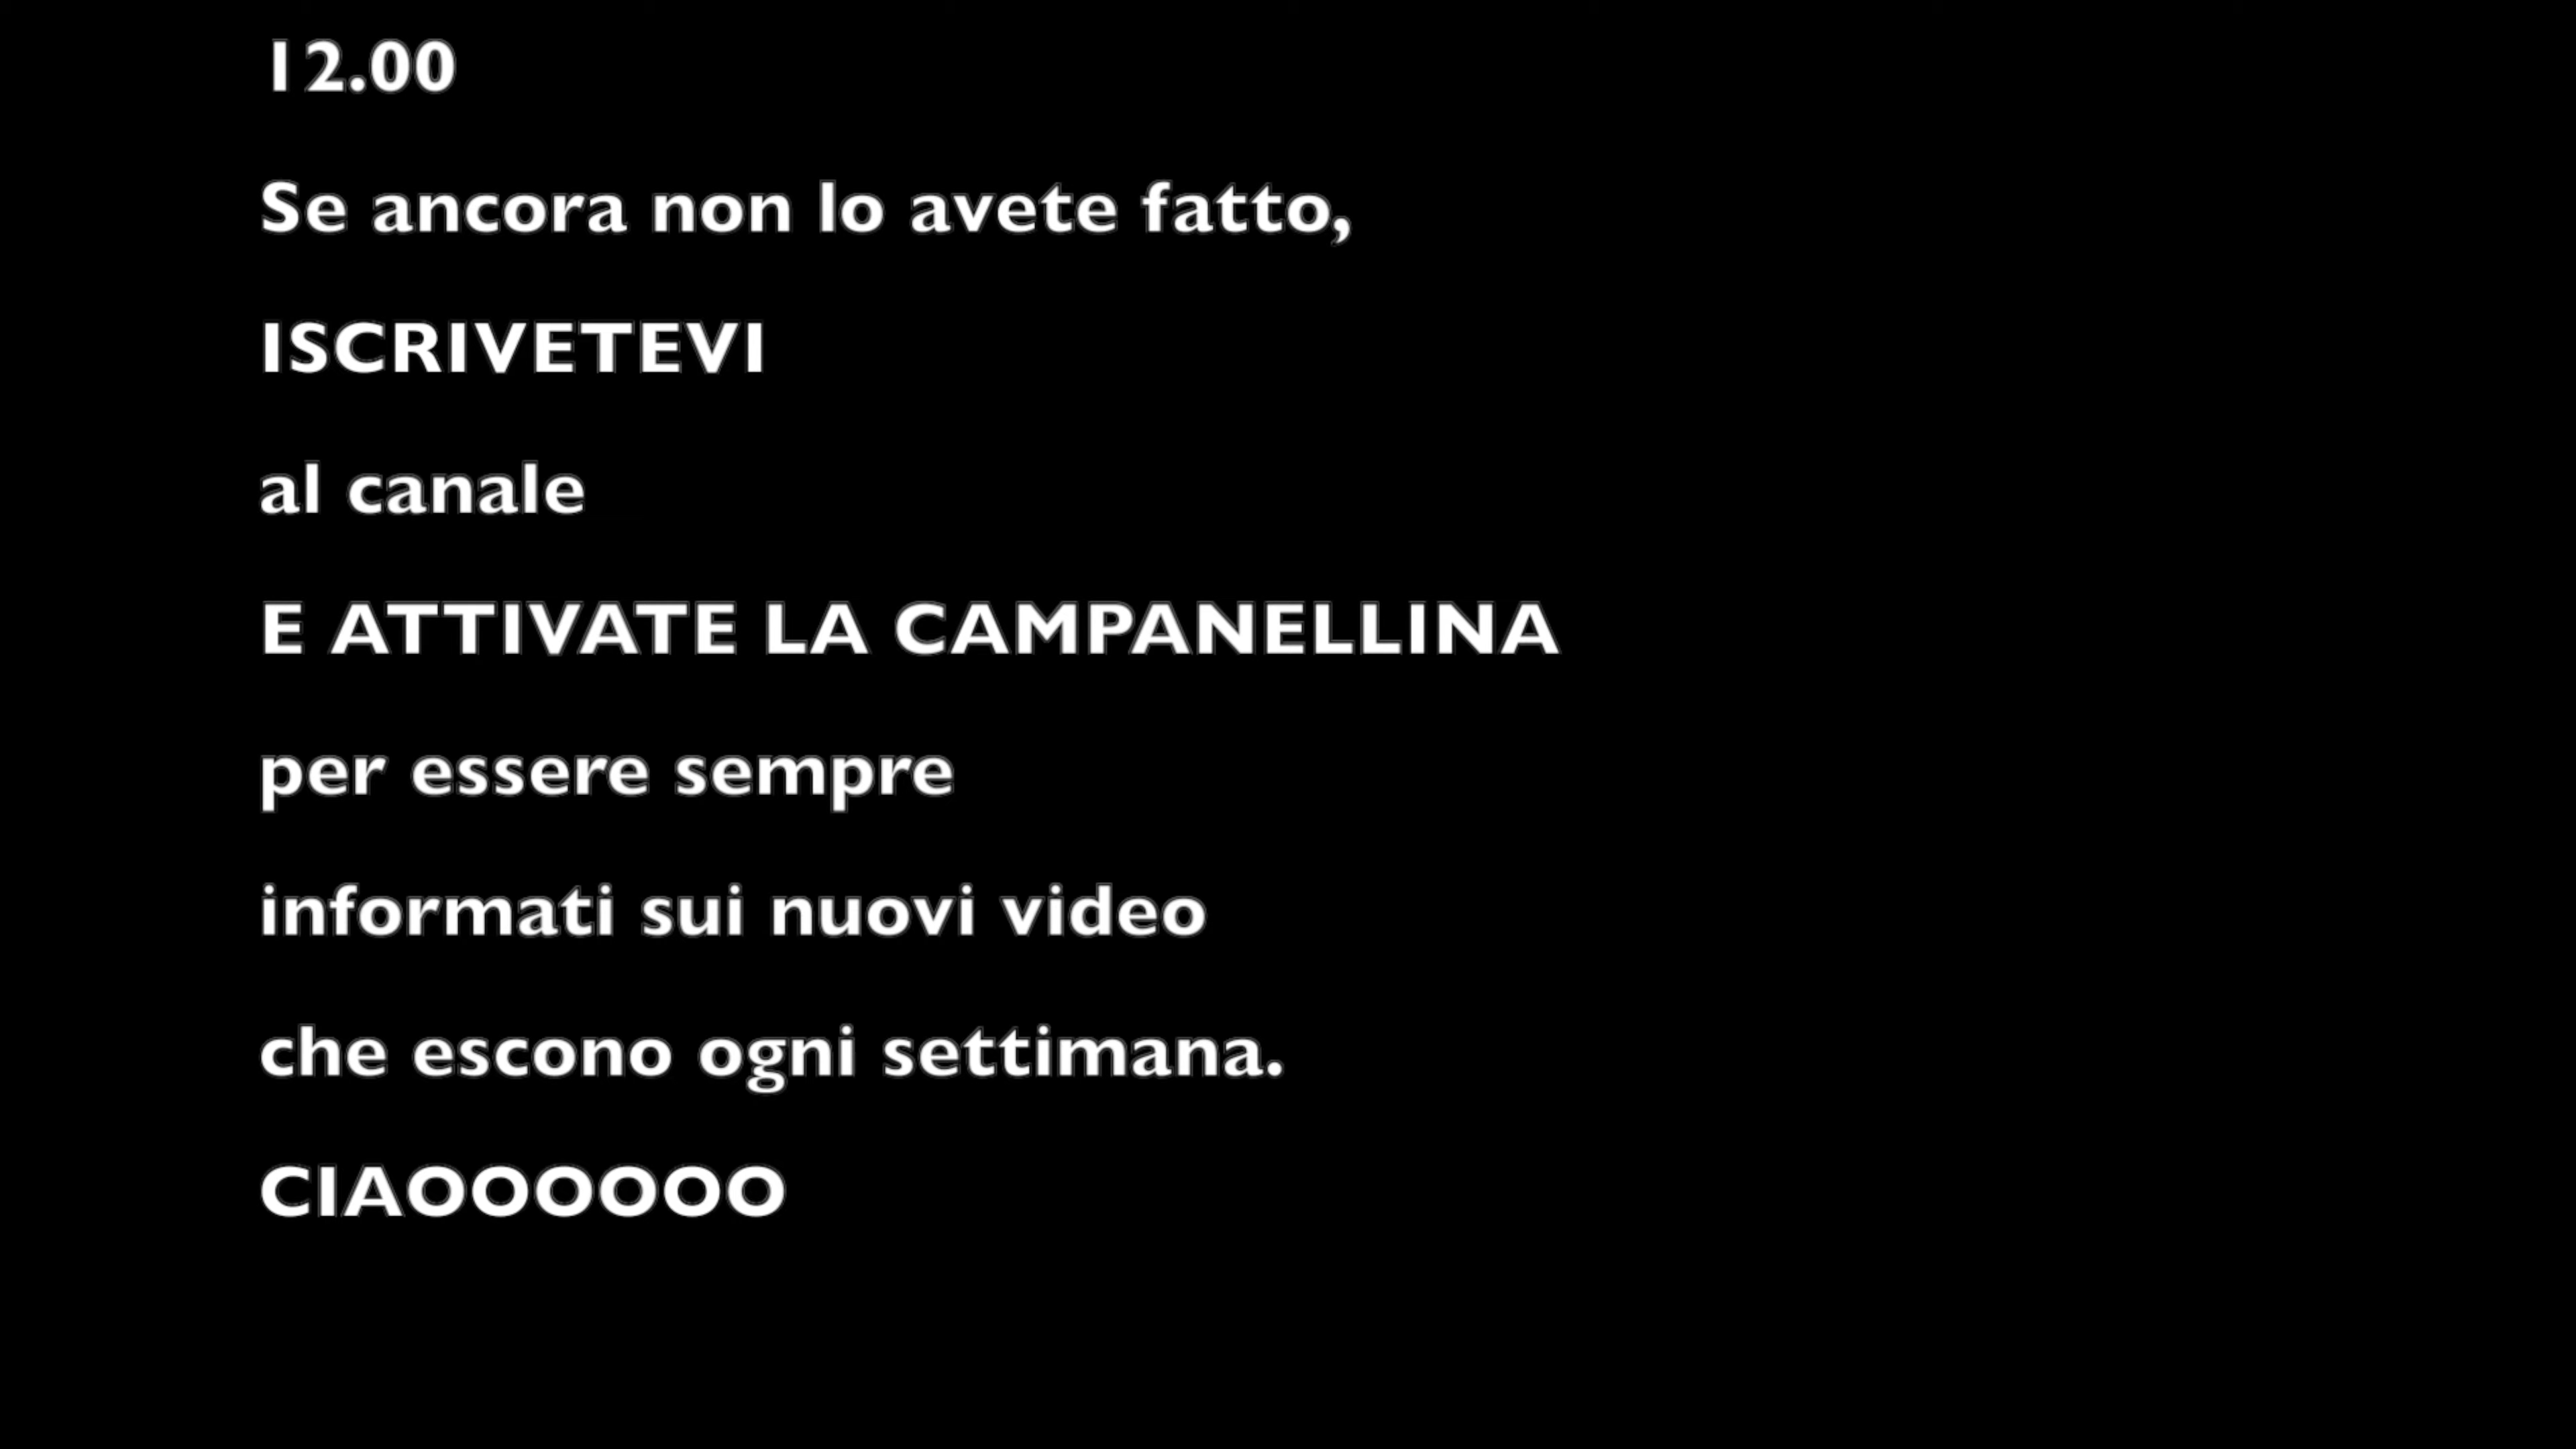 12.00
Se ancora non lo avete fatto,
ISCRIVETEVI
al canale
E ATTIVATE LA CAMPANELLINA
per essere sempre
informati sui nuovi video
che escono ogni settimana.
CIAOOOOOO